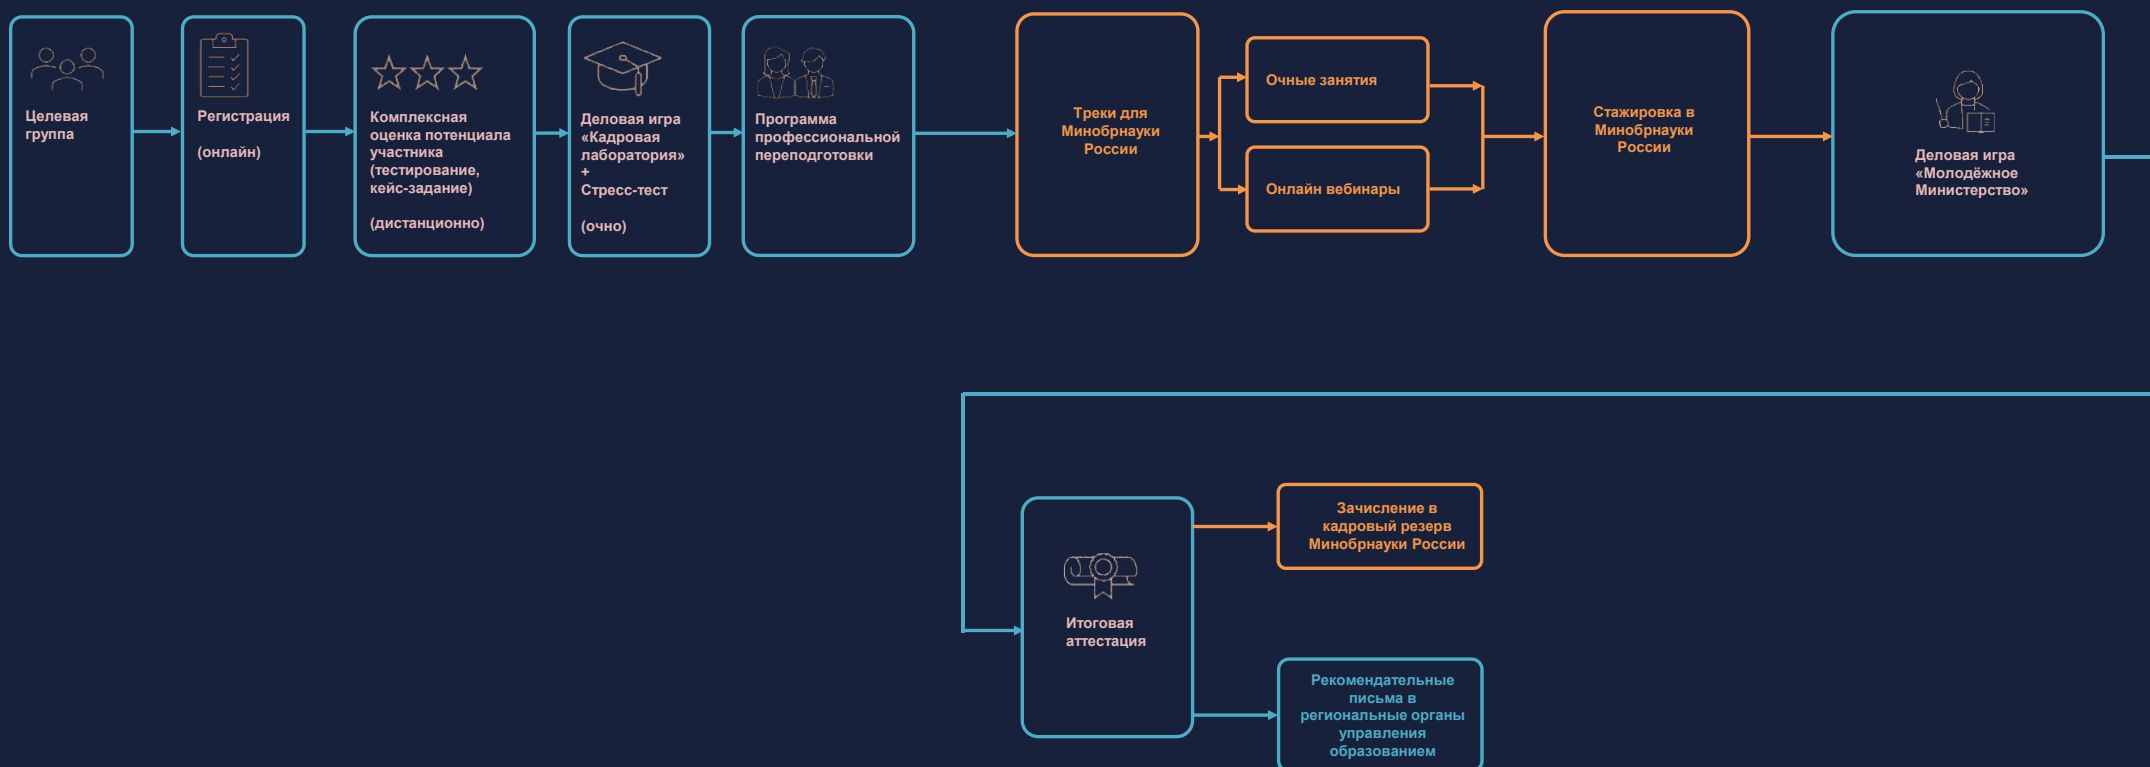 Целевая
группа
Регистрация
(онлайн)
Комплексная
оценка потенциала
участника
(тестирование,
кейс-задание)
(дистанционно)
Деловая игра
«Кадровая
лаборатория»
+
Стресс-тест
(очно)
Программа
профессиональной
переподготовки
Треки для
Минобрнауки
России
Очные занятия
Онлайн вебинары
Стажировка в
Минобрнауки
России
Деловая игра
«Молодёжное
Министерство»
Итоговая
аттестация
Зачисление в
кадровый резерв
Минобрнауки России
Рекомендательные
письма в
региональные органы
управления
образованием